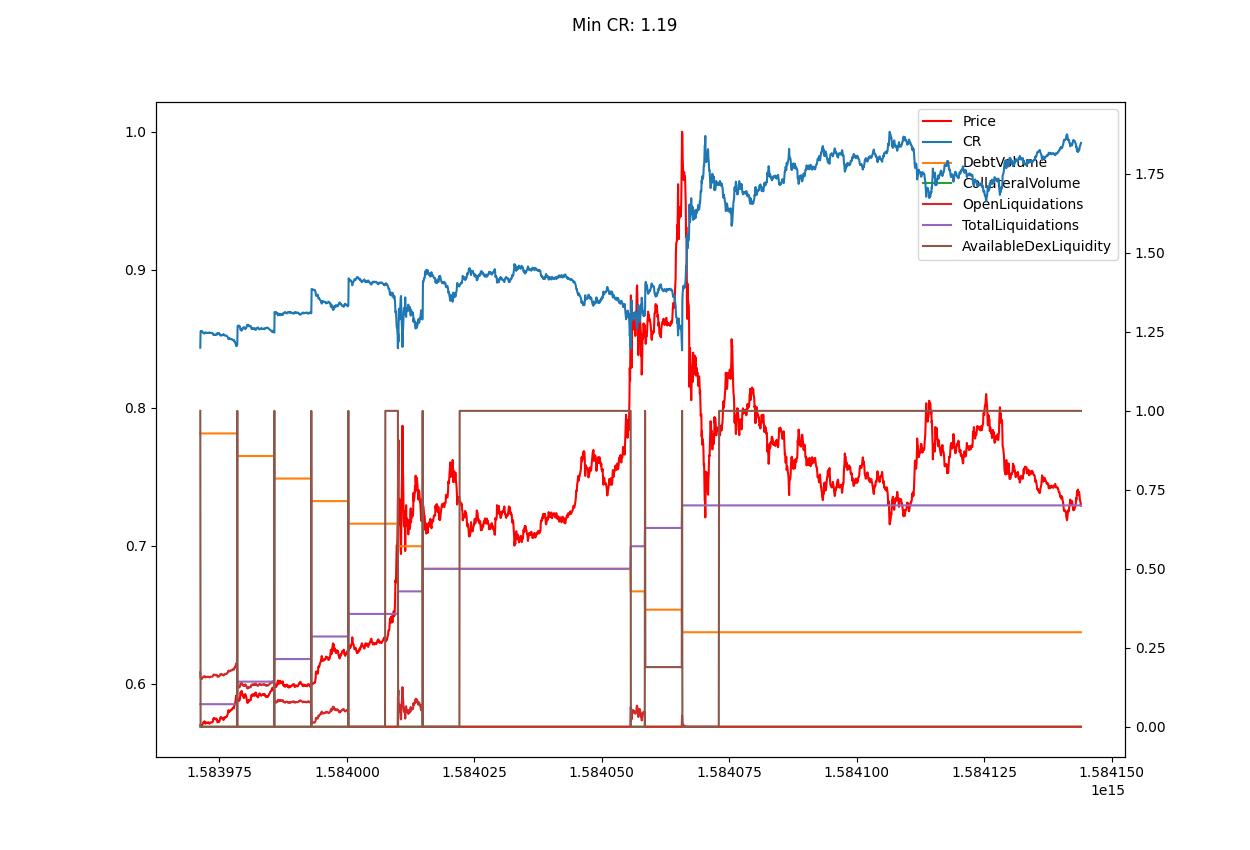 Min CR: 1.19
1.0
0.9
0.8
0.7
0.6
Price
CR
DebtVolume
CollateralVolume
OpenLiquidations
TotalLiquidations
AvailableDexLiquidity
1.75
1.50
1.25
1.00
0.75
0.50
0.25
0.00
1.583975 1.584000 1.584025 1.584050 1.584075 1.584100 1.584125 1.584150
1e15